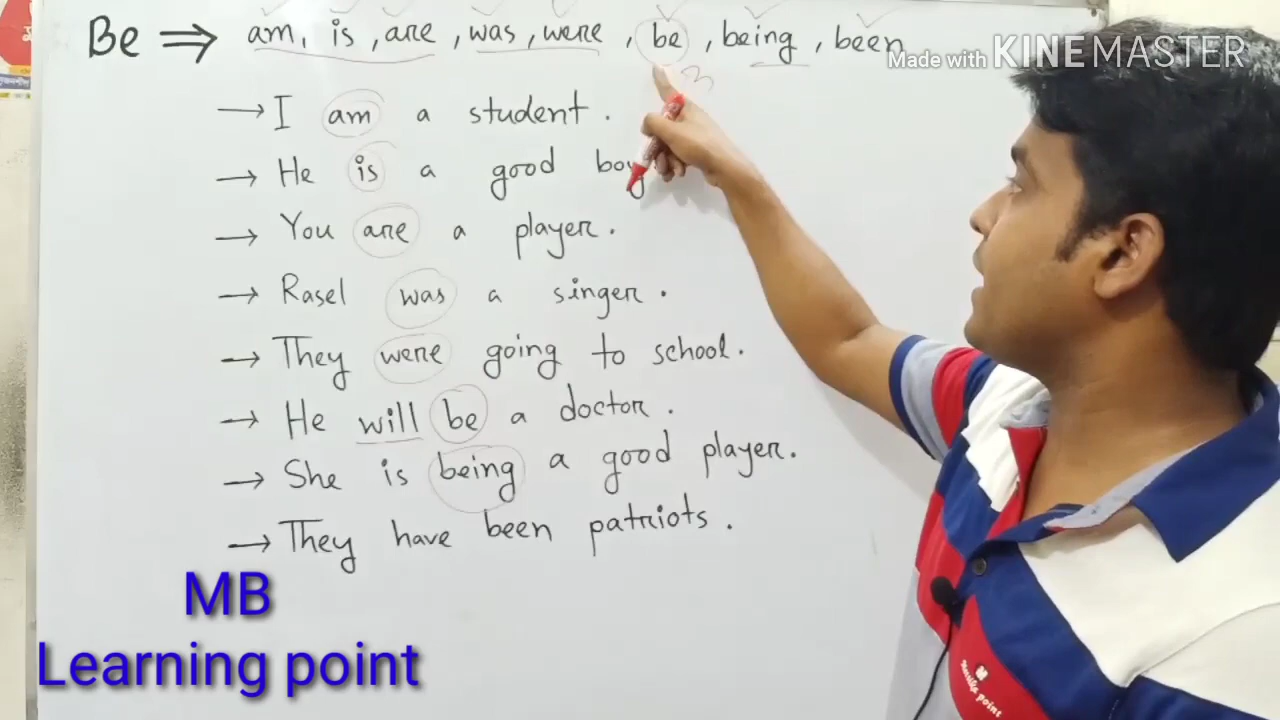 Be ⇒ am, is, are, was, were, be, being, been
Made with KINEMASTER
→ I am a student.
→ He is a good boy
→ You are a player.
→ Rasel was a singer.
→ They were going to school.
→ He will be a doctor.
→ She is being a good player.
→ They have been patriots.
MB
Learning point
point